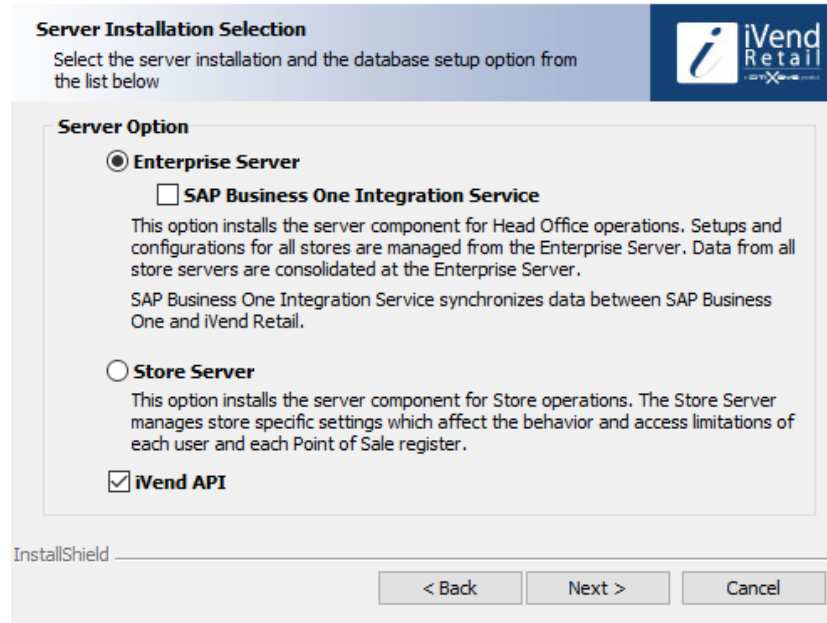 Server Installation Selection
Select the server installation and the database setup option from
the list below
iVend
Retail
Server Option
Enterprise Server
SAP Business One Integration Service
This option installs the server component for Head Office operations. Setups and
configurations for all stores are managed from the Enterprise Server. Data from all
store servers are consolidated at the Enterprise Server.
SAP Business One Integration Service synchronizes data between SAP Business
One and iVend Retail.
Store Server
This option installs the server component for Store operations. The Store Server
manages store specific settings which affect the behavior and access limitations of
each user and each Point of Sale register.
iVend API
InstallShield
< Back
Next >
Cancel